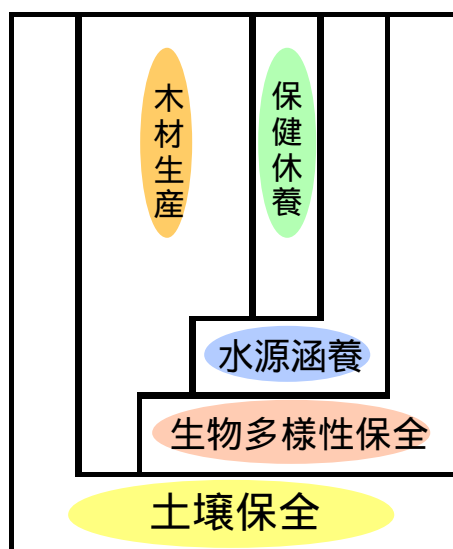 木材生産
保健休養
水源涵養
生物多様性保全
土壌保全